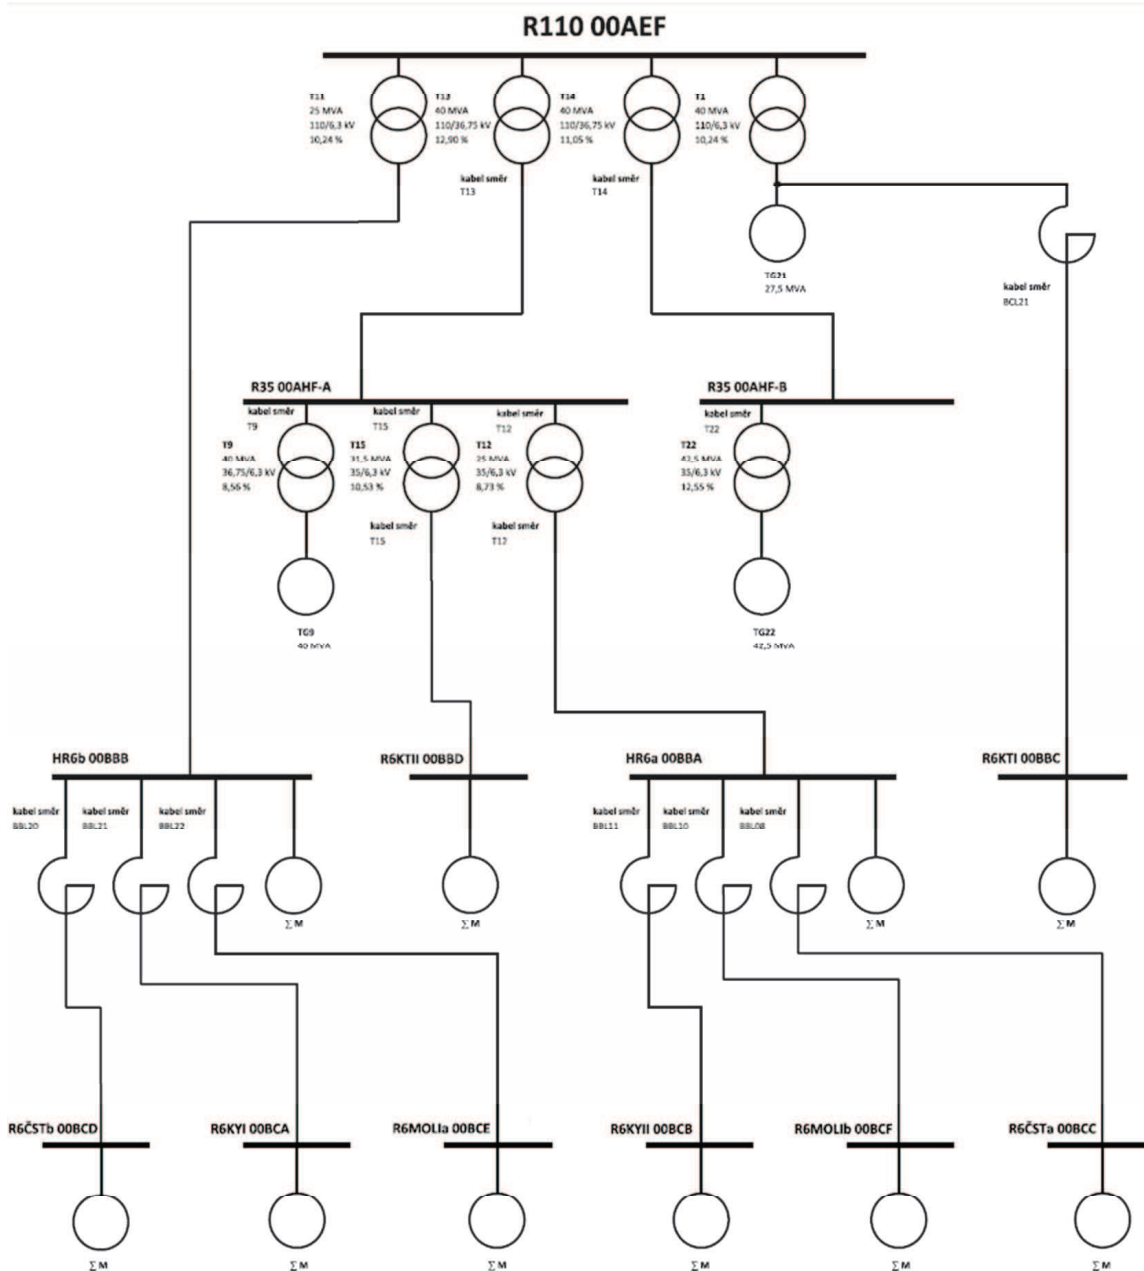 R110 00AEF
T11
25 MVA
110/6,3 kV
10,24 %
T13
40 MVA
110/36,75 kV
12,90 %
T14
40 MVA
110/36,75 kV
11,05 %
T1
40 MVA
110/6,3 kV
10,24 %
kabel směr
T13
kabel směr
T14
TG21
27,5 MVA
kabel směr
BCL21
R35 00AHF-A
kabel směr
T9
kabel směr
T15
kabel směr
T12
T9
40 MVA
36,75/6,3 kV
8,56 %
T15
31,5 MVA
35/6,3 kV
10,53 %
T12
25 MVA
35/6,3 kV
8,73 %
kabel směr
T15
kabel směr
T12
R35 00AHF-B
kabel směr
T22
T22
42,5 MVA
35/6,3 kV
12,55 %
TG9
40 MVA
TG22
42,5 MVA
HR6b 00BBB
R6KTII 00BBD
HR6a 00BBA
R6KTI 00BBC
kabel směr
BBL20
kabel směr
BBL21
kabel směr
BBL22
kabel směr
BBL11
kabel směr
BBL10
kabel směr
BBL08
∑ M
∑ M
∑ M
∑ M
R6ČSTb 00BCD
R6KYI 00BCA
R6MOLIa 00BCE
R6KYII 00BCB
R6MOLIb 00BCF
R6ČSTa 00BCC
∑ M
∑ M
∑ M
∑ M
∑ M
∑ M